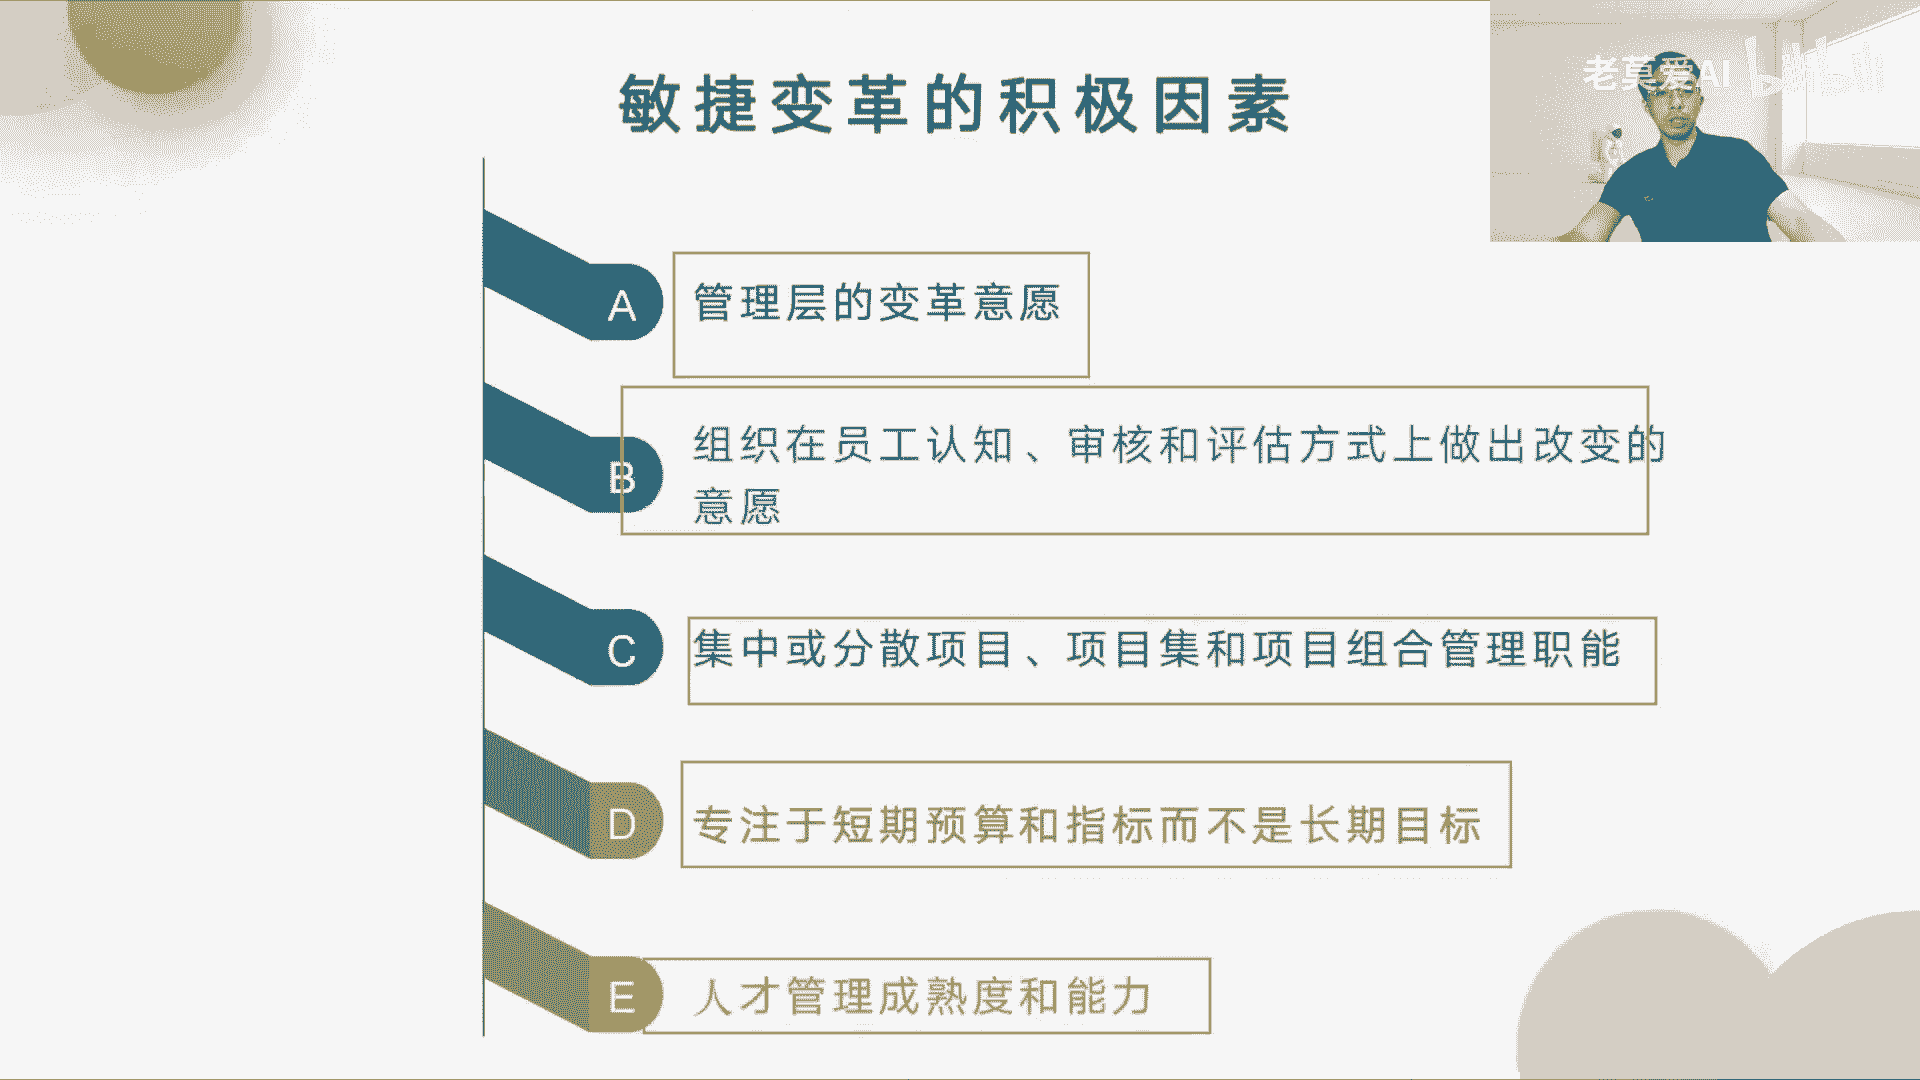 敏捷变革的积极因素
老莫爱AI bilibili
A
管理层的变革意愿
B
组织在员工认知、审核和评估方式上做出改变的
意愿
C
集中或分散项目、项目集和项目组合管理职能
D
专注于短期预算和指标而不是长期目标
E
人才管理成熟度和能力